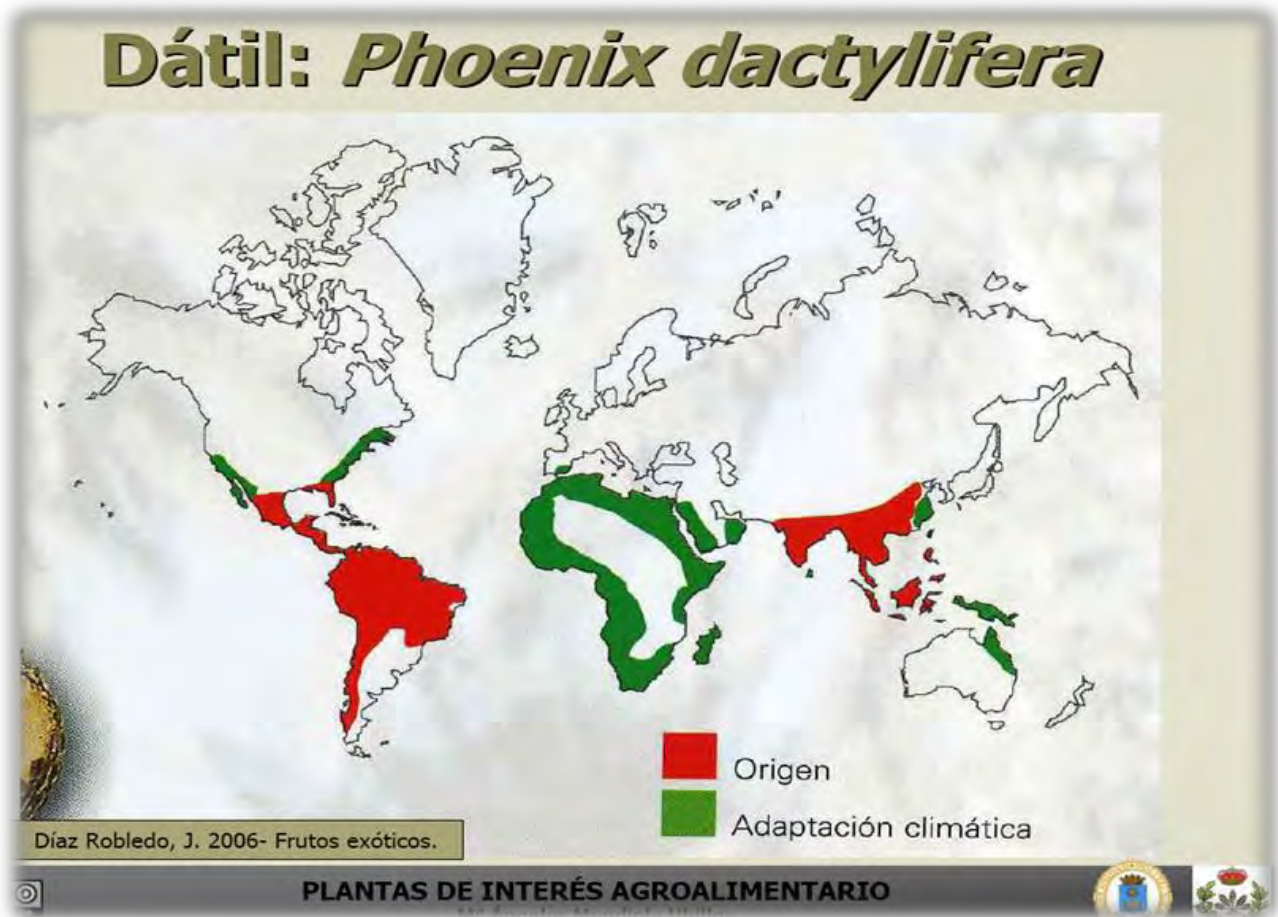 Dátil: Phoenix dactylifera
Origen
Adaptación climática
Díaz Robledo, J. 2006- Frutos exóticos.
PLANTAS DE INTERÉS AGROALIMENTARIO